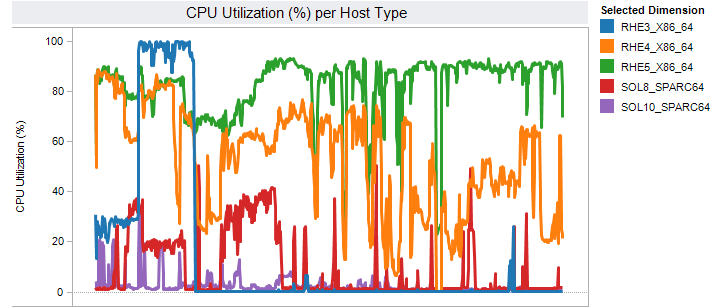 CPU Utilization (%) per Host Type
Selected Dimension
RHE3_X86_64
RHE4_X86_64
RHE5_X86_64
SOL8_SPARC64
SOL10_SPARC64
CPU Utilization (%)
100
80
60
40
20
0